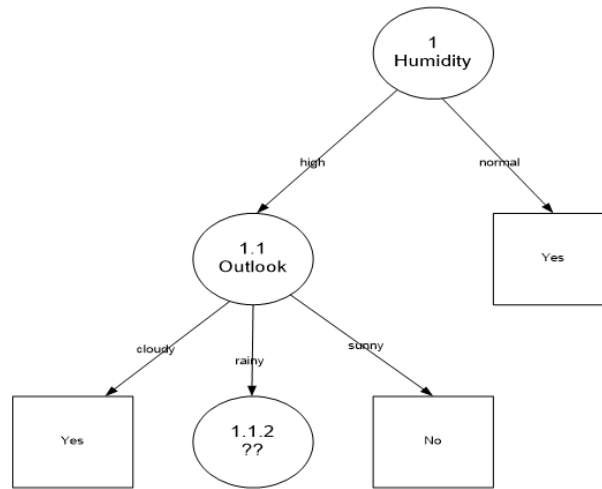 1
Humidity
high
normal
1.1
Outlook
Yes
cloudy
rainy
sunny
Yes
1.1.2
??
No